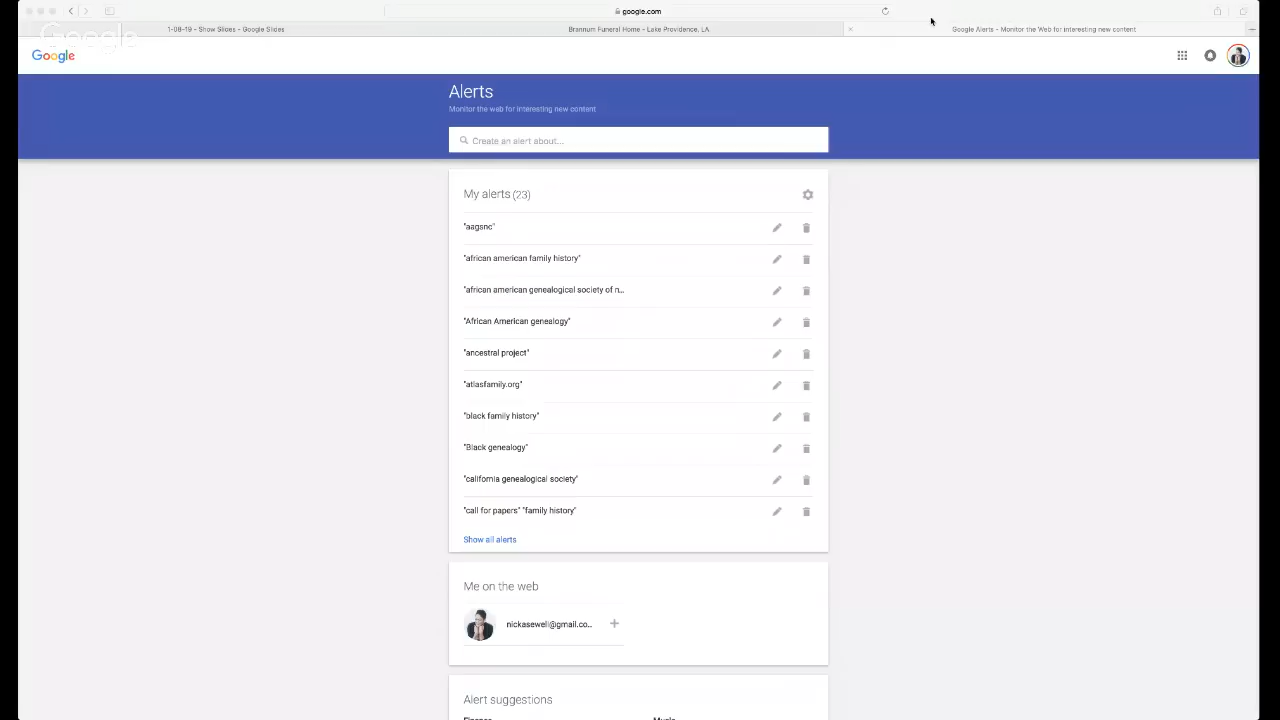 google.com
1-08-19 - Show Slides - Google Slides
Brannum Funeral Home - Lake Providence, LA
Google Alerts - Monitor the Web for interesting new content
Google
Google
Alerts
Monitor the web for interesting new content
Create an alert about...
My alerts (23)
"aagsnc"
"african american family history"
"african american genealogical society of n...
"African American genealogy"
"ancestral project"
"atlasfamily.org"
"black family history"
"Black genealogy"
"california genealogical society"
"call for papers" "family history"
Show all alerts
Me on the web
nickasewell@gmail.co...
Alert suggestions
Finance
Music